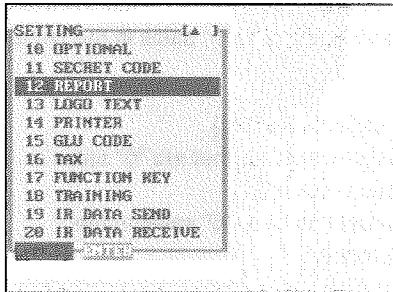 SETTING [▲ ]
10 OPTIONAL
11 SECRET CODE
12 REPORT
13 LOGO TEXT
14 PRINTER
15 GLU CODE
16 TAX
17 FUNCTION KEY
18 TRAINING
19 IR DATA SEND
20 IR DATA RECEIVE
ENTER